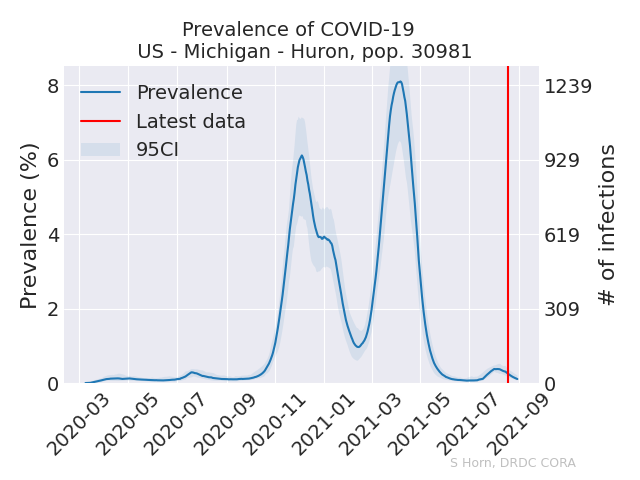 Prevalence of COVID-19
US - Michigan - Huron, pop. 30981
Prevalence
Latest data
95CI
Prevalence (%)
8
6
4
2
0
1239
929
619
309
0
# of infections
2020-03
2020-05
2020-07
2020-09
2020-11
2021-01
2021-03
2021-05
2021-07
2021-09
S Horn, DRDC CORA